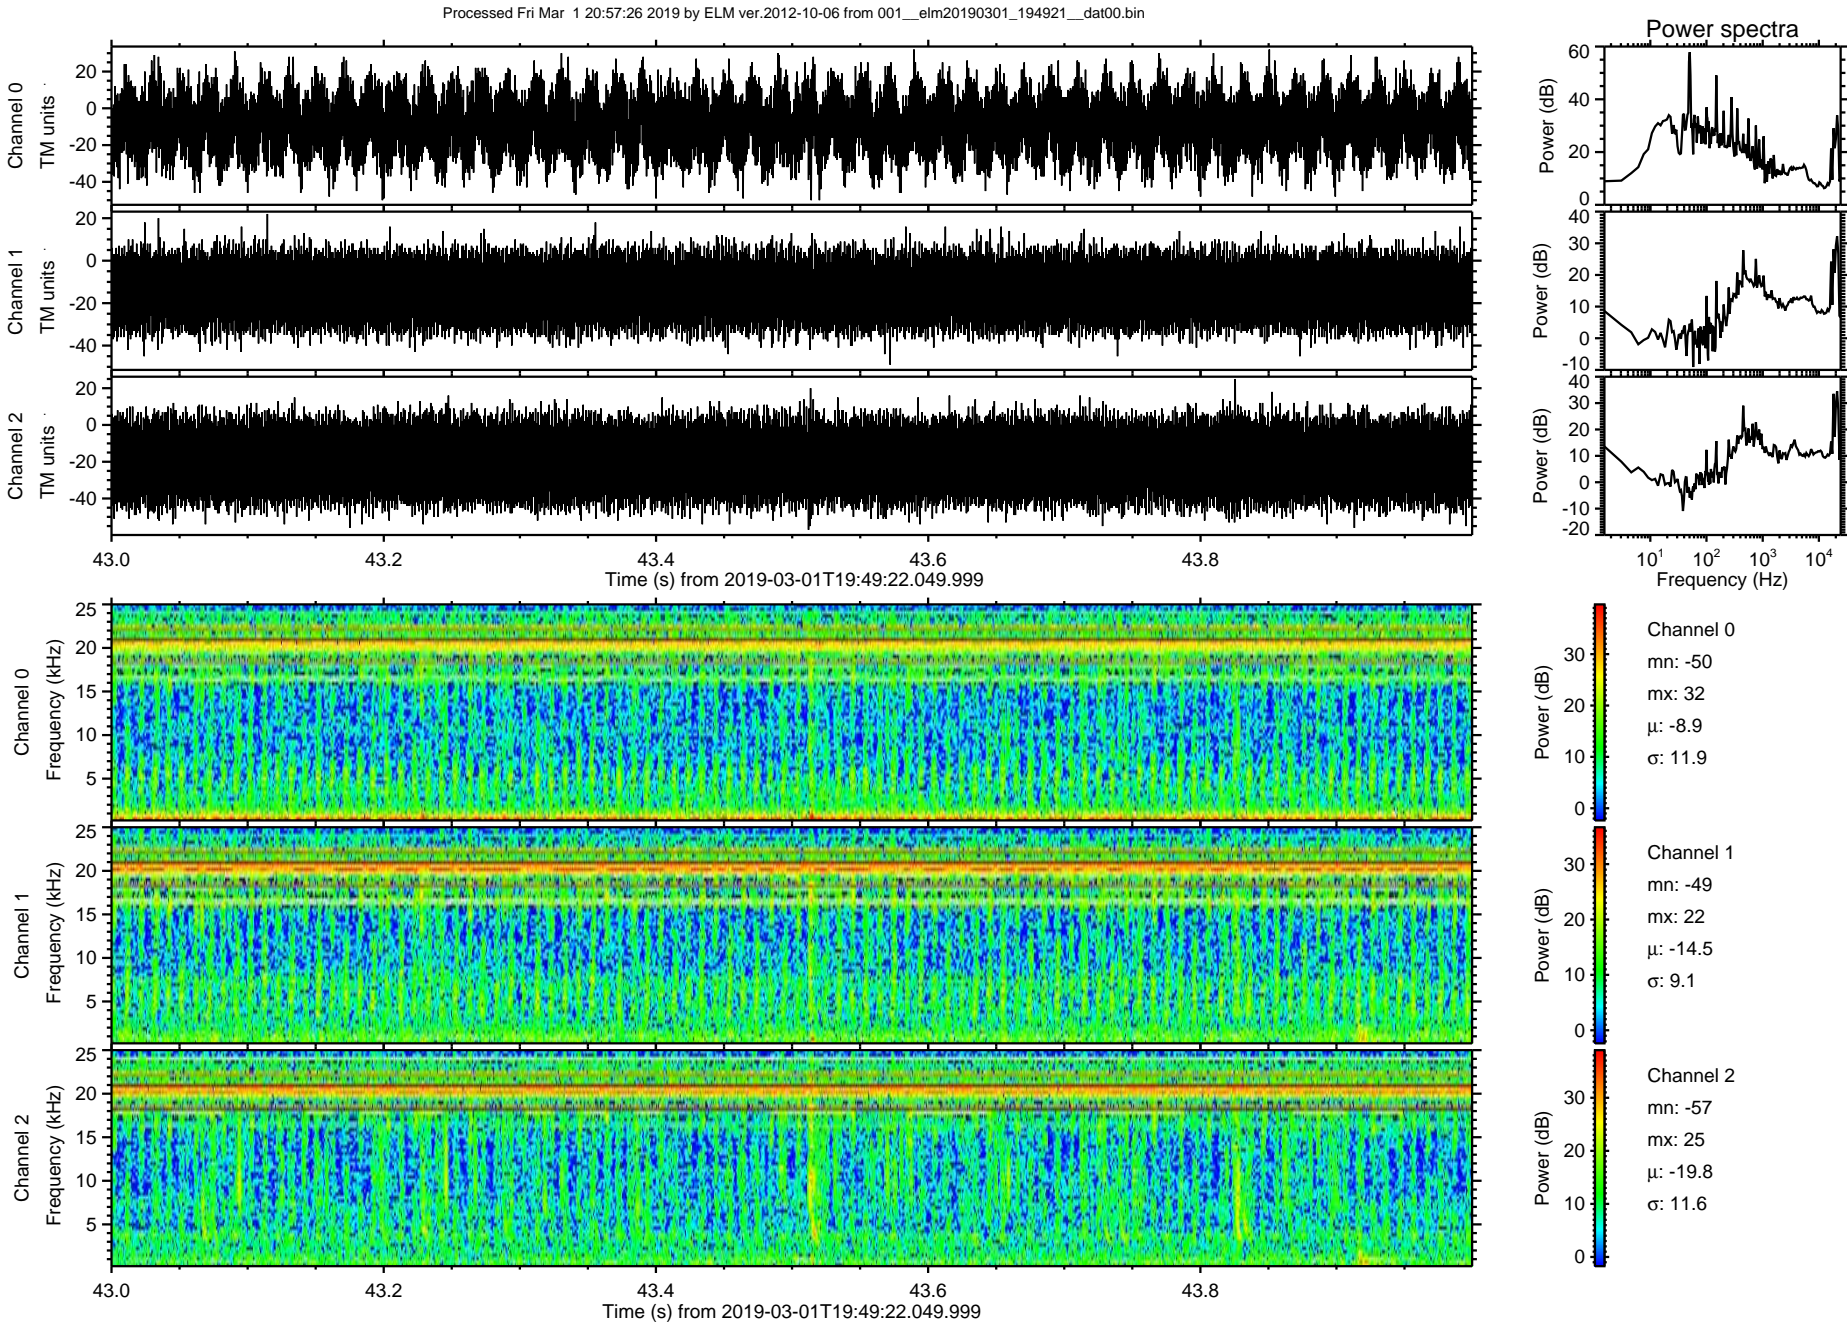 Processed Fri Mar 1 20:57:26 2019 by ELM ver.2012-10-06 from 001__elm20190301_194921__dat00.bin
Power spectra
Channel 0
TM units
20
0
-20
-40
Power (dB)
60
40
20
0
Channel 1
TM units
20
0
-20
-40
Power (dB)
40
30
20
10
0
-10
Channel 2
TM units
20
0
-20
-40
Power (dB)
40
30
20
10
0
-10
-20
43.0 43.2 43.4 43.6 43.8
Time (s) from 2019-03-01T19:49:22.049.999
10^1 10^2 10^3 10^4
Frequency (Hz)
Channel 0
Frequency (kHz)
25
20
15
10
5
Power (dB)
30
20
10
0
Channel 0
mn: -50
mx: 32
μ: -8.9
σ: 11.9
Channel 1
Frequency (kHz)
25
20
15
10
5
Power (dB)
30
20
10
0
Channel 1
mn: -49
mx: 22
μ: -14.5
σ: 9.1
Channel 2
Frequency (kHz)
25
20
15
10
5
Power (dB)
30
20
10
0
Channel 2
mn: -57
mx: 25
μ: -19.8
σ: 11.6
43.0 43.2 43.4 43.6 43.8
Time (s) from 2019-03-01T19:49:22.049.999